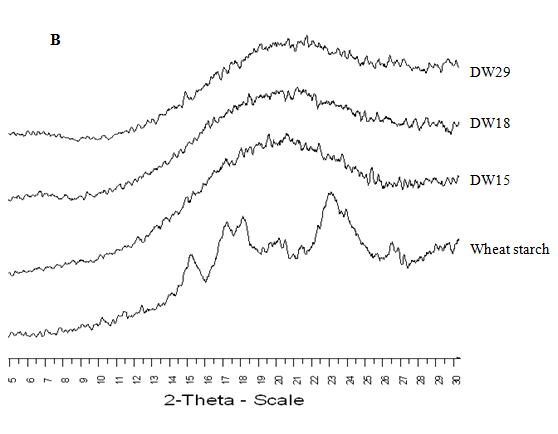 B
DW29
DW18
DW15
Wheat starch
5 6 7 8 9 10 11 12 13 14 15 16 17 18 19 20 21 22 23 24 25 26 27 28 29 30
2-Theta - Scale